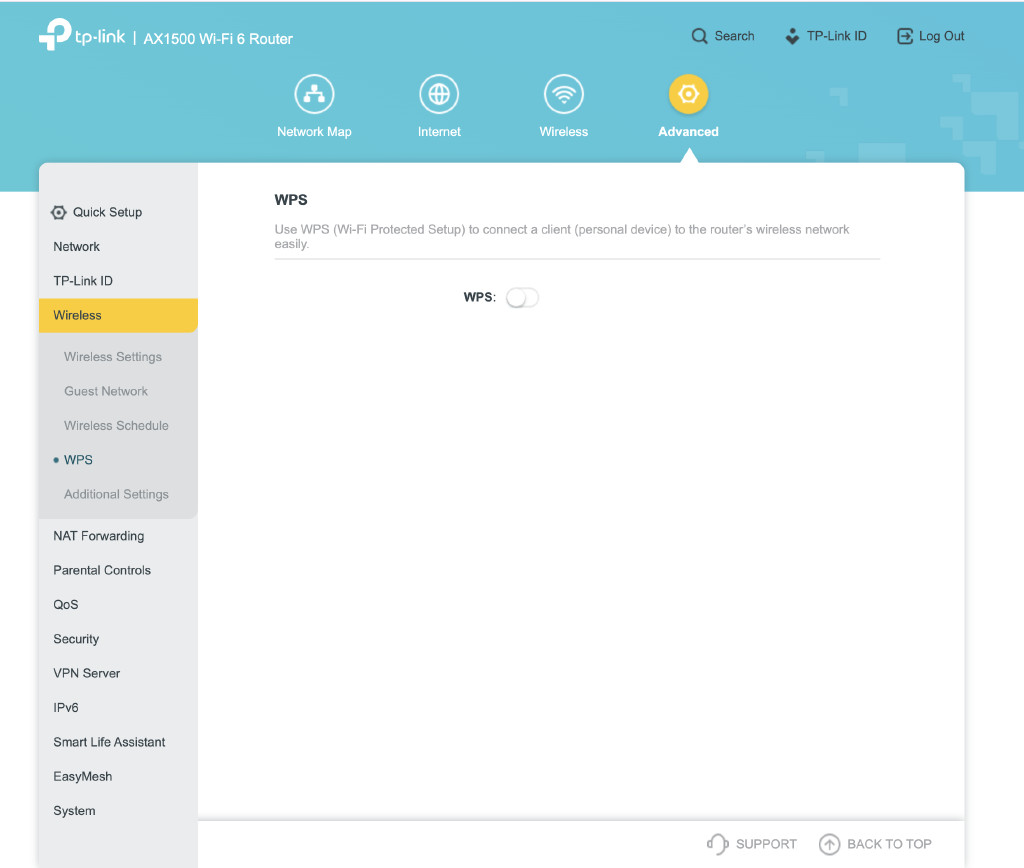 tp-link | AX1500 Wi-Fi 6 Router
Search
TP-Link ID
Log Out
Network Map
Internet
Wireless
Advanced
Quick Setup
Network
TP-Link ID
Wireless
Wireless Settings
Guest Network
Wireless Schedule
WPS
Additional Settings
NAT Forwarding
Parental Controls
QoS
Security
VPN Server
IPv6
Smart Life Assistant
EasyMesh
System
WPS
Use WPS (Wi-Fi Protected Setup) to connect a client (personal device) to the router's wireless network
easily.
WPS:
SUPPORT
BACK TO TOP